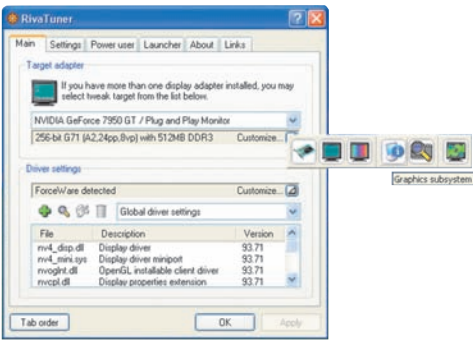 RivaTuner
Main Settings Power user Launcher About Links
Target adapter
If you have more than one display adapter installed, you may
select tweak target from the list below.
NVIDIA GeForce 7950 GT / Plug and Play Monitor
256-bit G71 (A2,24pp,8vp) with 512MB DDR3 Customize...
Graphics subsystem
Driver settings
ForceWare detected Customize...
Global driver settings
File Description Version
nv4_disp.dll Display driver 93.71
nv4_mini.sys Display driver miniport 93.71
nvoglnt.dll OpenGL installable client driver 93.71
nvcpl.dll Display properties extension 93.71
Tab order OK Apply